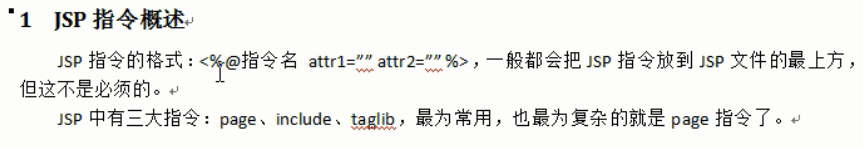 1 JSP 指令概述
JSP 指令的格式：<%@指令名 attr1=”” attr2=”” %>，一般都会把 JSP 指令放到 JSP 文件的最上方，
但这不是必须的。
JSP 中有三大指令：page、include、taglib，最为常用，也最为复杂的就是 page 指令了。